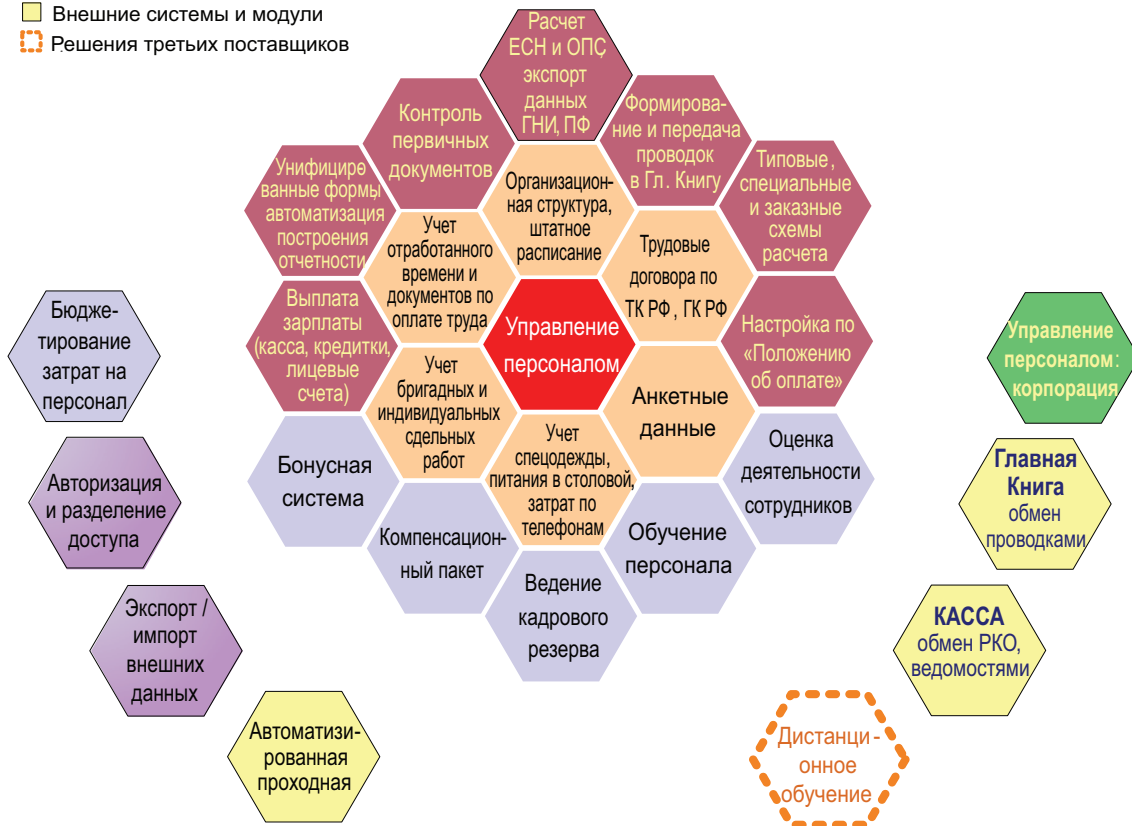 Внешние системы и модули
Решения третьих поставщиков
Расчет
ЕСН и ОПС,
экспорт
данных
ГНИ, ПФ
Контроль
первичных
документов
Формирова-
ние и передача
проводок
в Гл. Книгу
Унифициро-
ванные формы,
автоматизация
построения
отчетности
Организацион-
ная структура,
штатное
расписание
Типовые,
специальные
и заказные
схемы
расчета
Учет
отработанного
времени и
документов по
оплате труда
Трудовые
договора по
ТК РФ, ГК РФ
Выплата
зарплаты
(касса, кредитки,
лицевые
счета)
Управление
персоналом
Настройка по
«Положению
об оплате»
Учет
бригадных и
индивидуальных
сдельных
работ
Анкетные
данные
Бонусная
система
Учет
спецодежды,
питания в столовой,
затрат по
телефонам
Оценка
деятельности
сотрудников
Компенсацион-
ный пакет
Обучение
персонала
Ведение
кадрового
резерва
Бюдже-
тирование
затрат на
персонал
Авторизация
и разделение
доступа
Экспорт /
импорт
внешних
данных
Автоматизи-
рованная
проходная
Управление
персоналом:
корпорация
Главная
Книга
обмен
проводками
КАССА
обмен РКО,
ведомостями
Дистанци-
онное
обучение